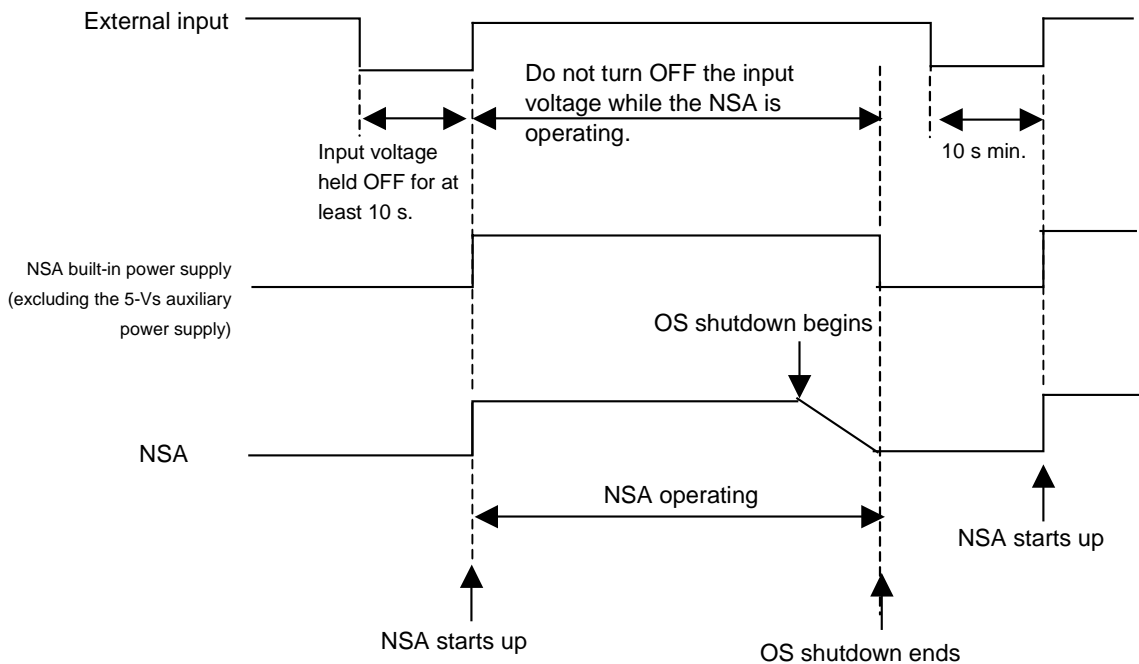 External input
Do not turn OFF the input
voltage while the NSA is
operating.
Input voltage
held OFF for at
least 10 s.
10 s min.
NSA built-in power supply
(excluding the 5-Vs auxiliary
power supply)
OS shutdown begins
NSA
NSA operating
NSA starts up
NSA starts up
OS shutdown ends